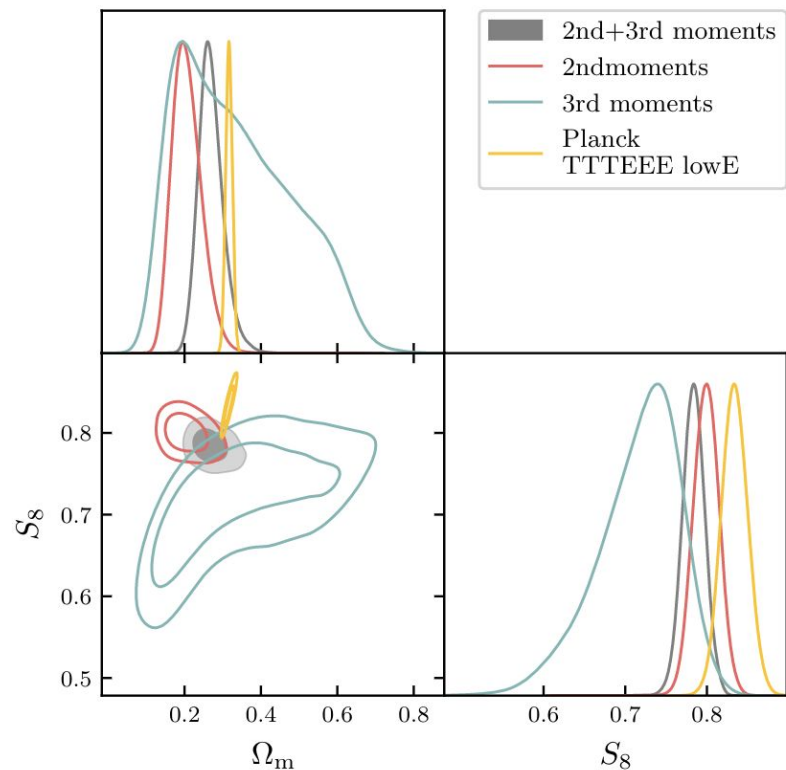 2nd+3rd moments
2ndmoments
3rd moments
Planck
TTTEEE lowE
0.8
0.7
0.6
0.5
S₈
0.2 0.4 0.6 0.8
Ωₘ
0.6 0.7 0.8
S₈